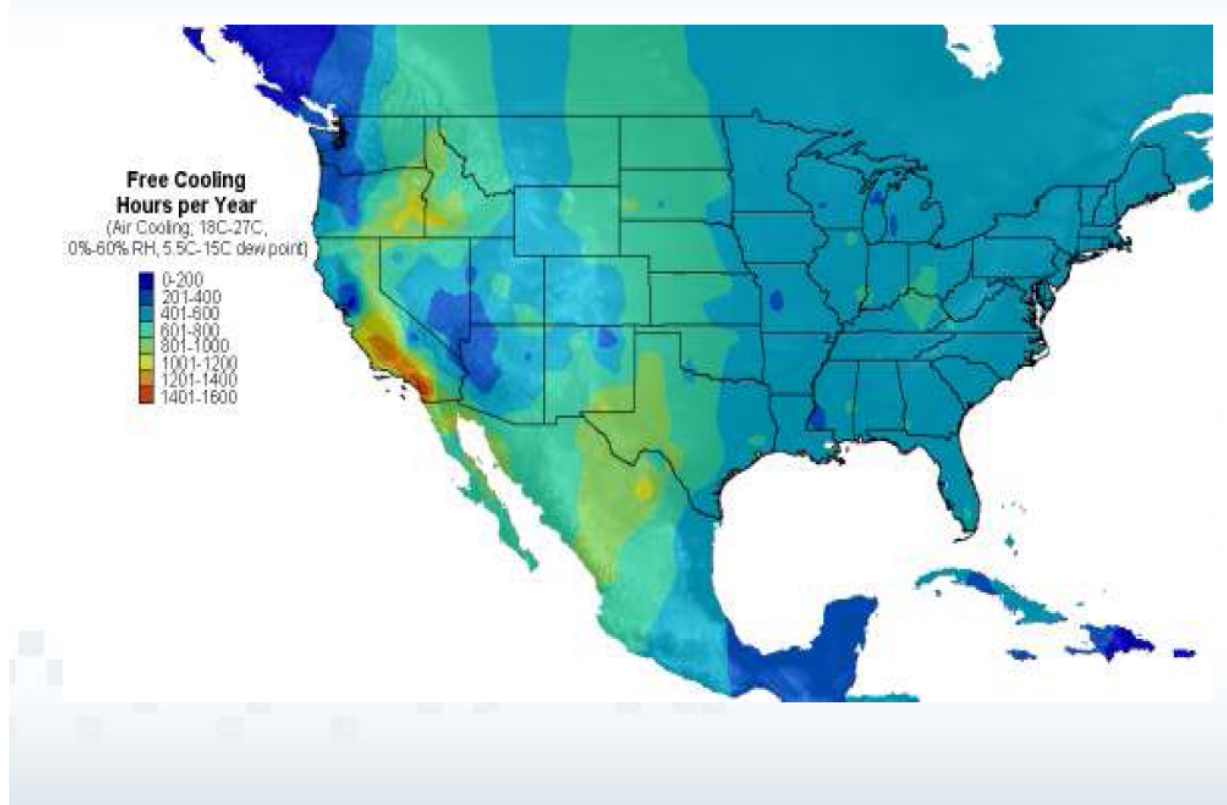 Free Cooling
Hours per Year
(Air Cooling, 18C-27C,
0%-60% RH, 5.5C-15C dew point)
0-200
201-400
401-600
601-800
801-1000
1001-1200
1201-1400
1401-1600